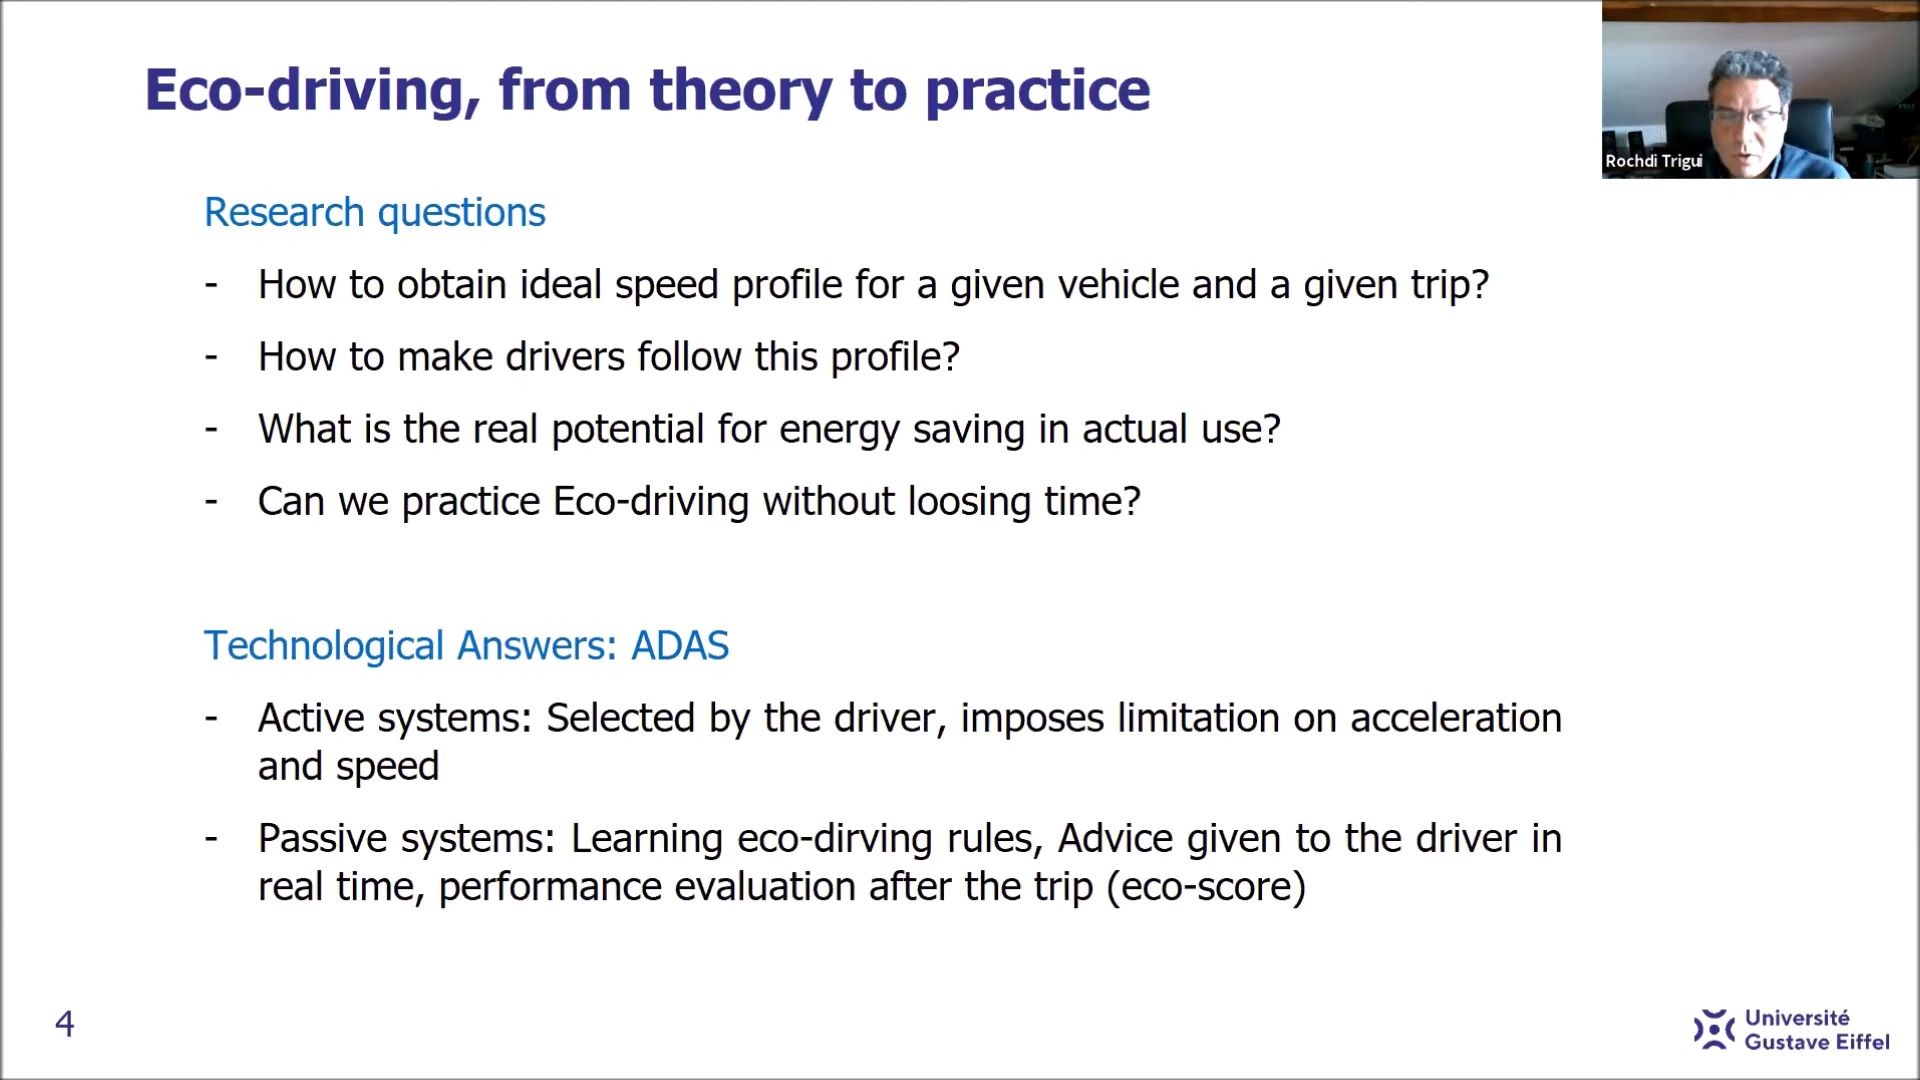 Eco-driving, from theory to practice
Rochdi Trigui
Research questions
- How to obtain ideal speed profile for a given vehicle and a given trip?
- How to make drivers follow this profile?
- What is the real potential for energy saving in actual use?
- Can we practice Eco-driving without loosing time?
Technological Answers: ADAS
- Active systems: Selected by the driver, imposes limitation on acceleration
and speed
- Passive systems: Learning eco-dirving rules, Advice given to the driver in
real time, performance evaluation after the trip (eco-score)
4
Université
Gustave Eiffel